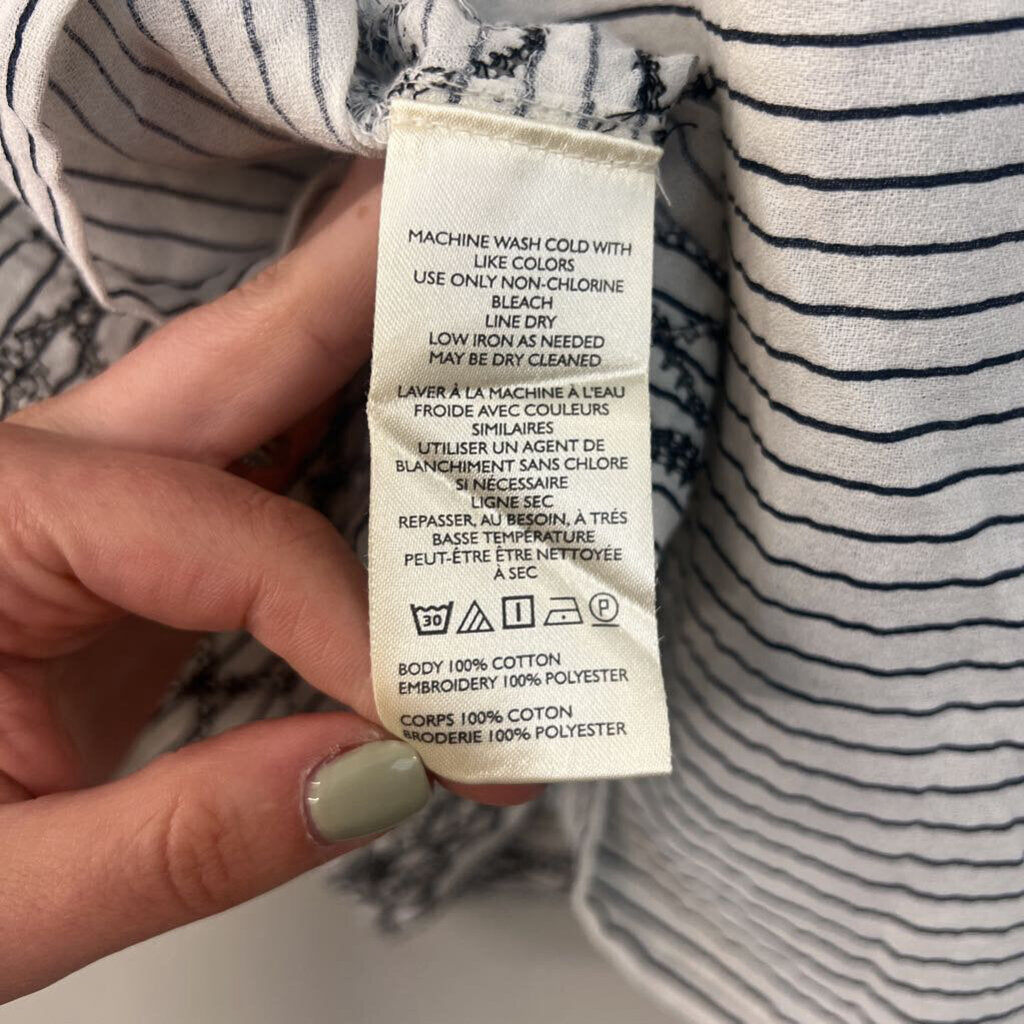 MACHINE WASH COLD WITH
LIKE COLORS
USE ONLY NON-CHLORINE
BLEACH
LINE DRY
LOW IRON AS NEEDED
MAY BE DRY CLEANED
LAVER À LA MACHINE À L'EAU
FROIDE AVEC COULEURS
SIMILAIRES
UTILISER UN AGENT DE
BLANCHIMENT SANS CHLORE
SI NÉCESSAIRE
LIGNE SEC
REPASSER, AU BESOIN, À TRÉS
BASSE TEMPÉRATURE
PEUT-ÊTRE ÊTRE NETTOYÉE
À SEC
30 P
BODY 100% COTTON
EMBROIDERY 100% POLYESTER
CORPS 100% COTON
BRODERIE 100% POLYESTER